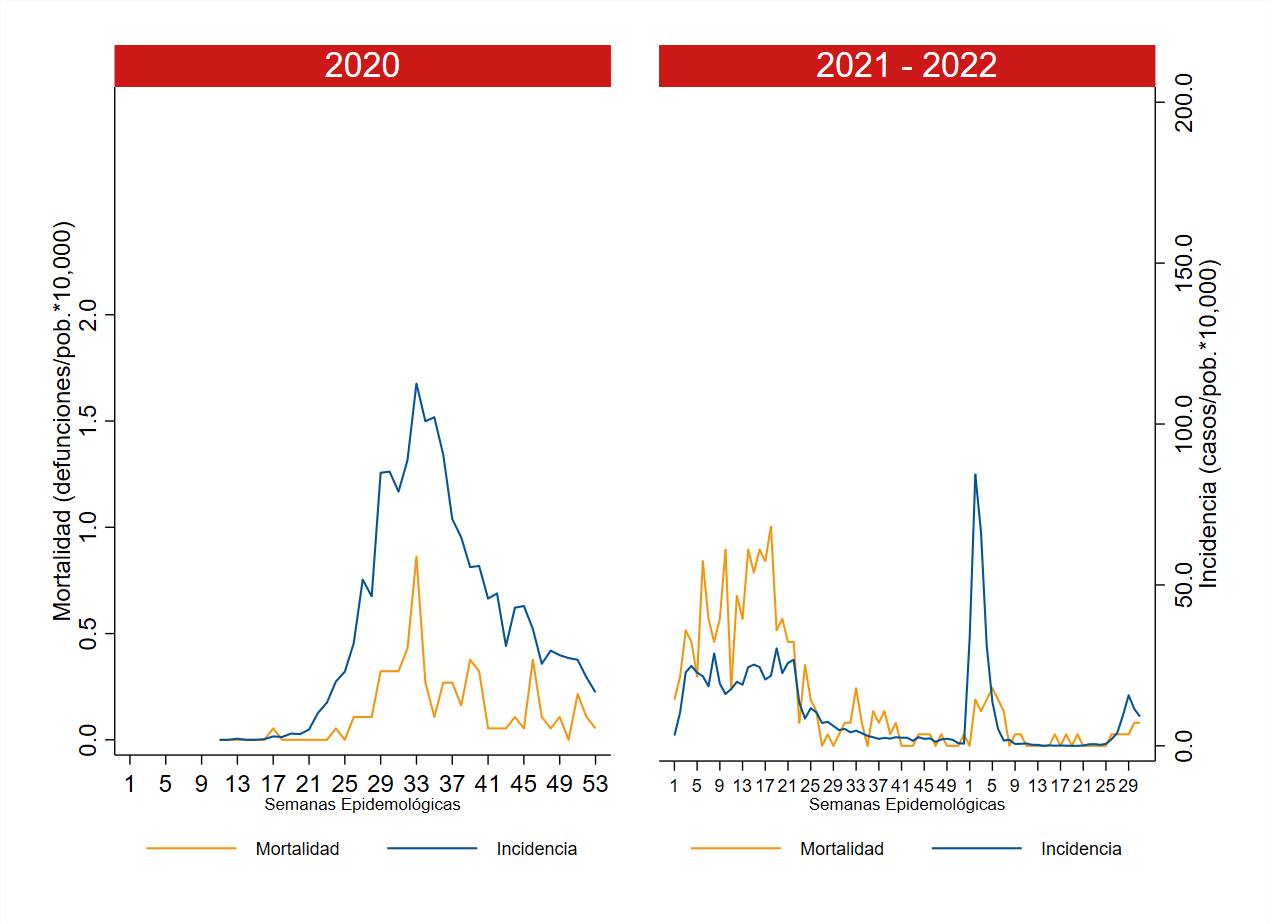 2020
2021 - 2022
Mortalidad (defunciones/pob.*10,000)
2.0
1.5
1.0
0.5
0.0
1 5 9 13 17 21 25 29 33 37 41 45 49 53
Semanas Epidemológicas
Mortalidad Incidencia
200.0
150.0
100.0
50.0
0.0
Incidencia (casos/pob.*10,000)
1 5 9 13 17 21 25 29 33 37 41 45 49 1 5 9 13 17 21 25 29
Semanas Epidemológicas
Mortalidad Incidencia